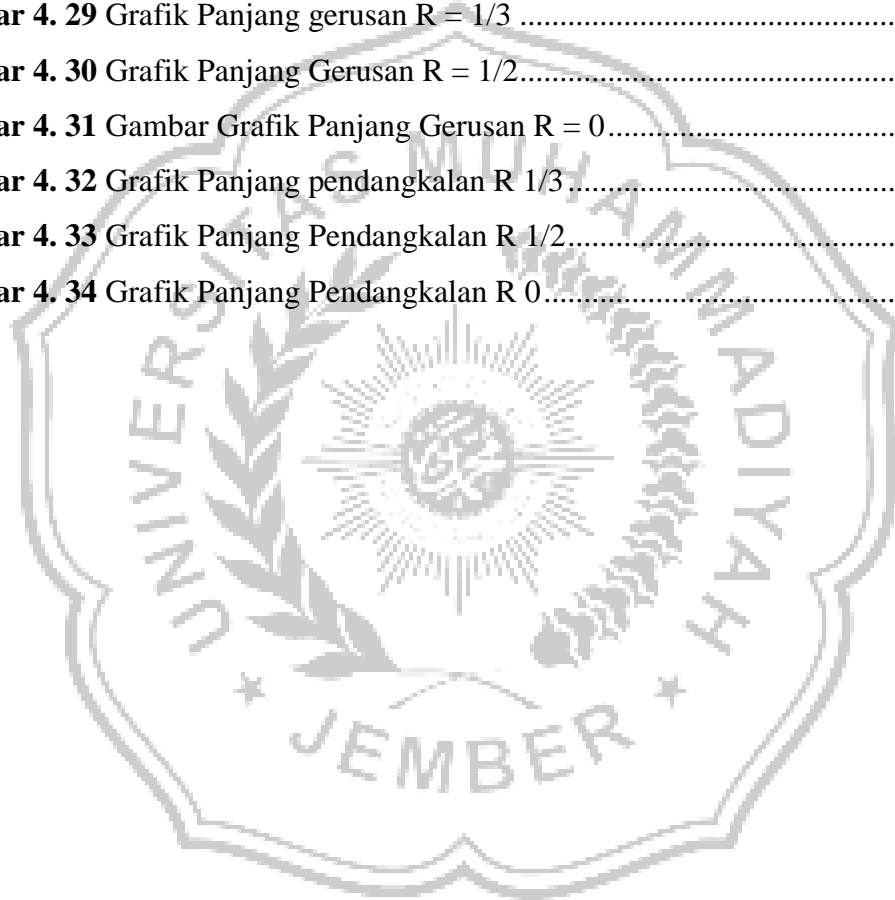 ar 4. 29 Grafik Panjang gerusan R = 1/3 ................................................
ar 4. 30 Grafik Panjang Gerusan R = 1/2................................................
ar 4. 31 Gambar Grafik Panjang Gerusan R = 0.....................................
ar 4. 32 Grafik Panjang pendangkalan R 1/3 ..........................................
ar 4. 33 Grafik Panjang Pendangkalan R 1/2..........................................
ar 4. 34 Grafik Panjang Pendangkalan R 0.............................................
UNIVERSITAS MUHAMMADIYAH
JEMBER